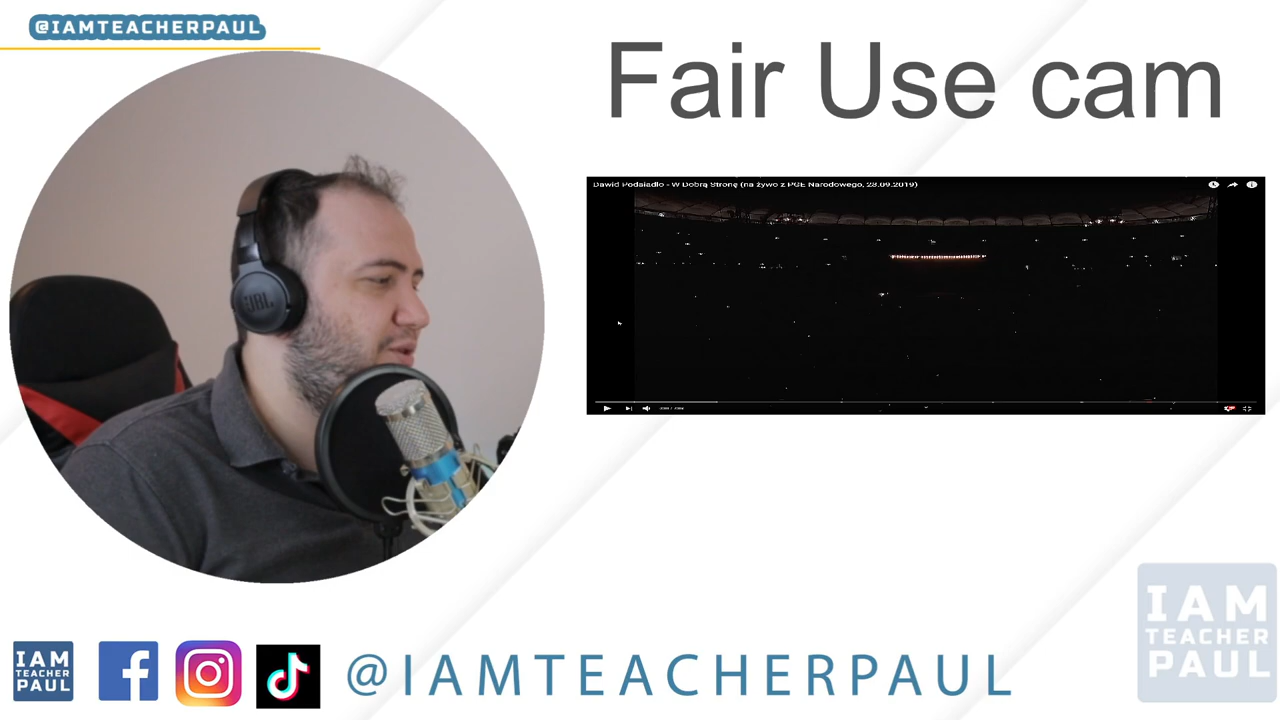 @IAMTEACHERPAUL
Fair Use cam
Dawid Podsiadło - W Dobrą Stronę (na żywo z PGE Narodowego, 28.09.2019)
JBL
IAM
TEACHER
PAUL
@IAMTEACHERPAUL
IAM
TEACHER
PAUL